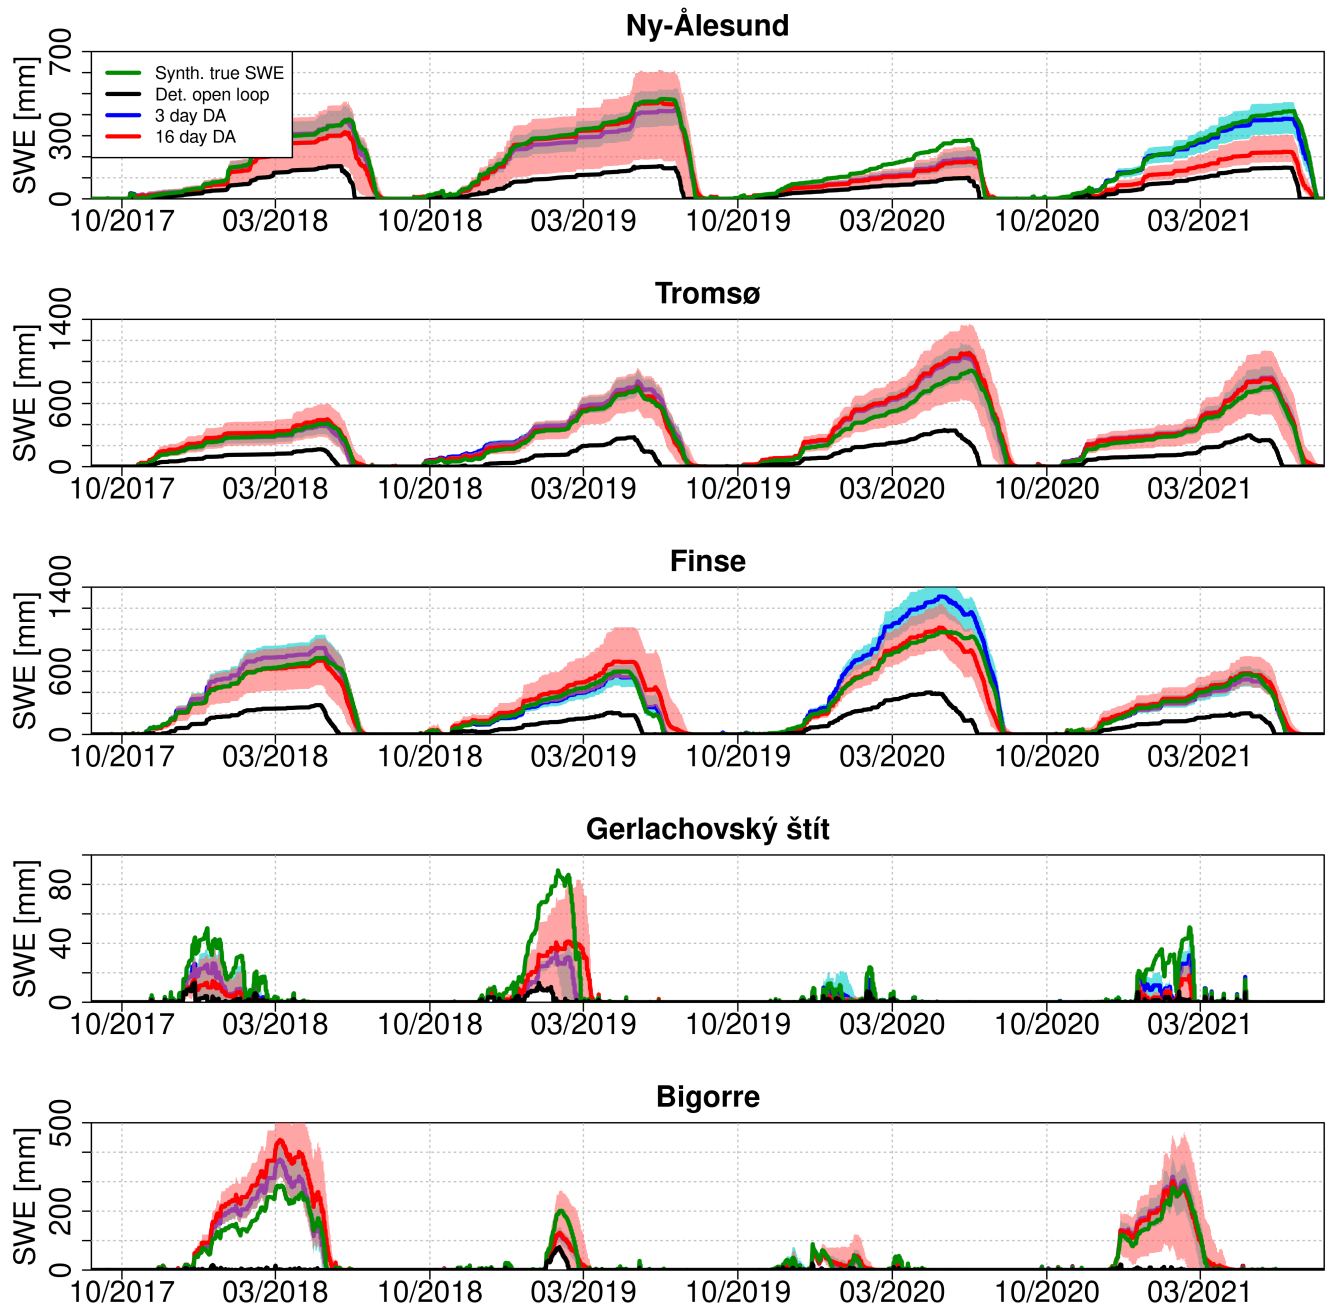 Ny-Ålesund
SWE [mm]
700
300
0
Synth. true SWE
Det. open loop
3 day DA
16 day DA
10/2017 03/2018 10/2018 03/2019 10/2019 03/2020 10/2020 03/2021
Tromsø
SWE [mm]
1400
600
0
10/2017 03/2018 10/2018 03/2019 10/2019 03/2020 10/2020 03/2021
Finse
SWE [mm]
1400
600
0
10/2017 03/2018 10/2018 03/2019 10/2019 03/2020 10/2020 03/2021
Gerlachovský štít
SWE [mm]
80
40
0
10/2017 03/2018 10/2018 03/2019 10/2019 03/2020 10/2020 03/2021
Bigorre
SWE [mm]
500
200
0
10/2017 03/2018 10/2018 03/2019 10/2019 03/2020 10/2020 03/2021